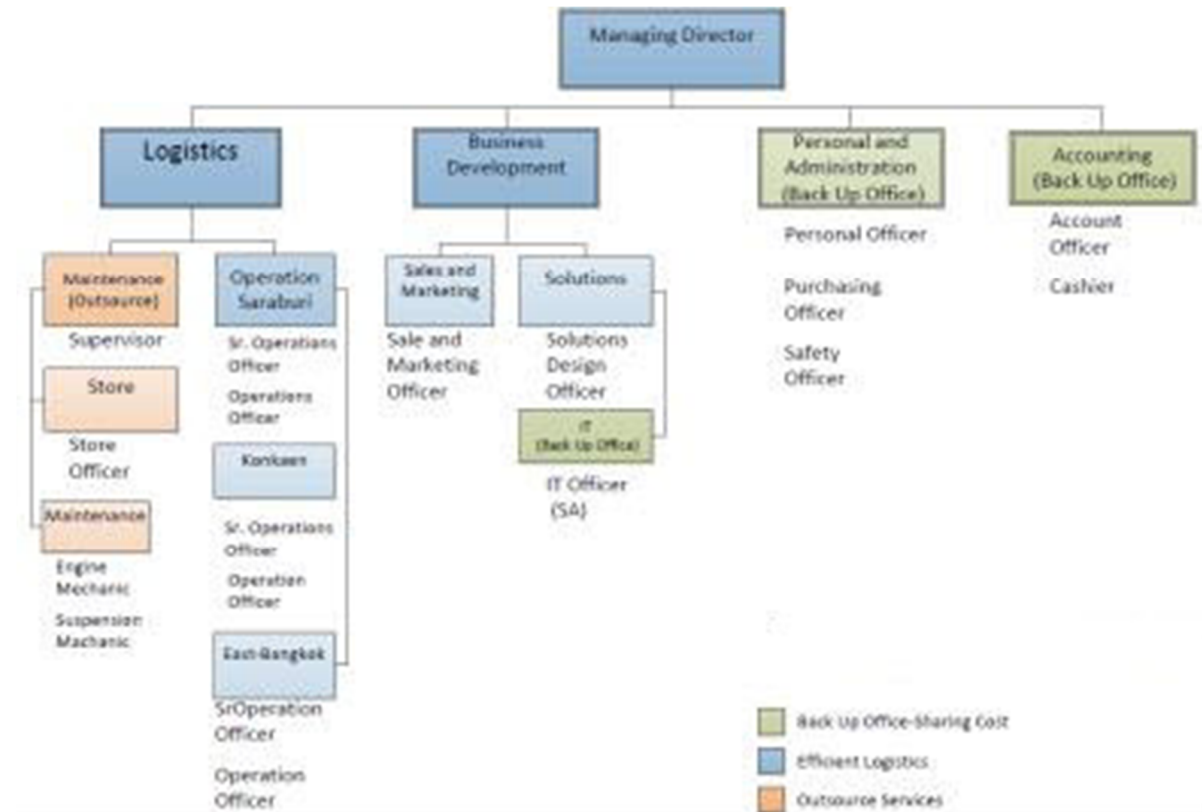 Managing Director
Logistics
Business
Development
Personal and
Administration
(Back Up Office)
Accounting
(Back Up Office)
Maintenance
(Outsource)
Supervisor
Store
Store
Officer
Maintenance
Engine
Mechanic
Suspension
Machanic
Operation
Saraburi
Sr. Operations
Officer
Operations
Officer
Konkaen
Sr. Operations
Officer
Operation
Officer
East-Bangkok
SrOperation
Officer
Operation
Officer
Sales and
Marketing
Sale and
Marketing
Officer
Solutions
Solutions
Design
Officer
IT
(Back Up Office)
IT Officer
(SA)
Personal Officer
Purchasing
Officer
Safety
Officer
Account
Officer
Cashier
Back Up Office-Sharing Cost
Efficient Logistics
Outsource Services